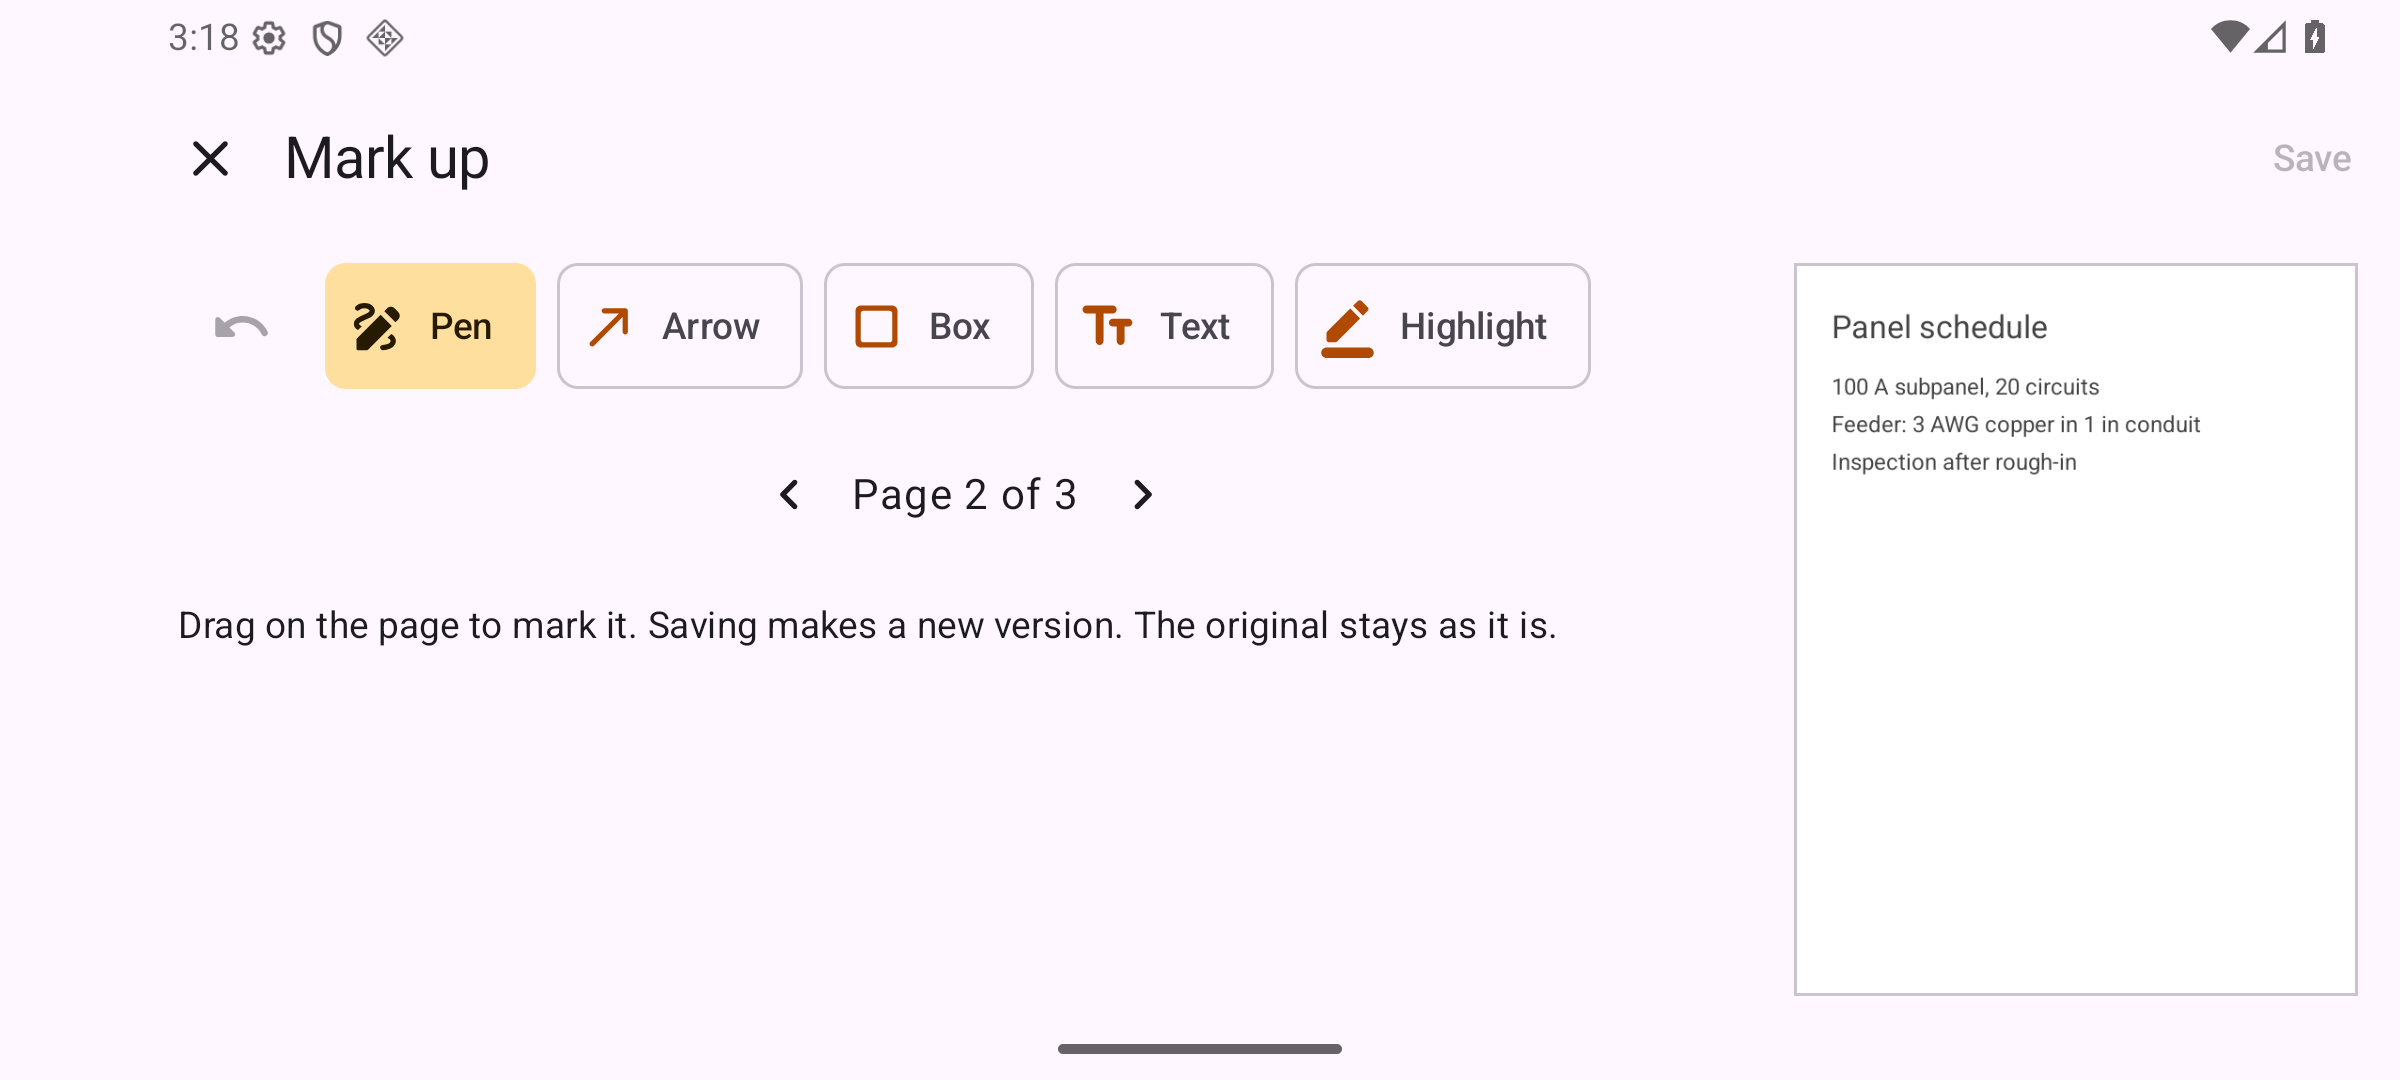 3:18
Mark up
Save
Pen
Arrow
Box
Text
Highlight
Page 2 of 3
Drag on the page to mark it. Saving makes a new version. The original stays as it is.
Panel schedule
100 A subpanel, 20 circuits
Feeder: 3 AWG copper in 1 in conduit
Inspection after rough-in